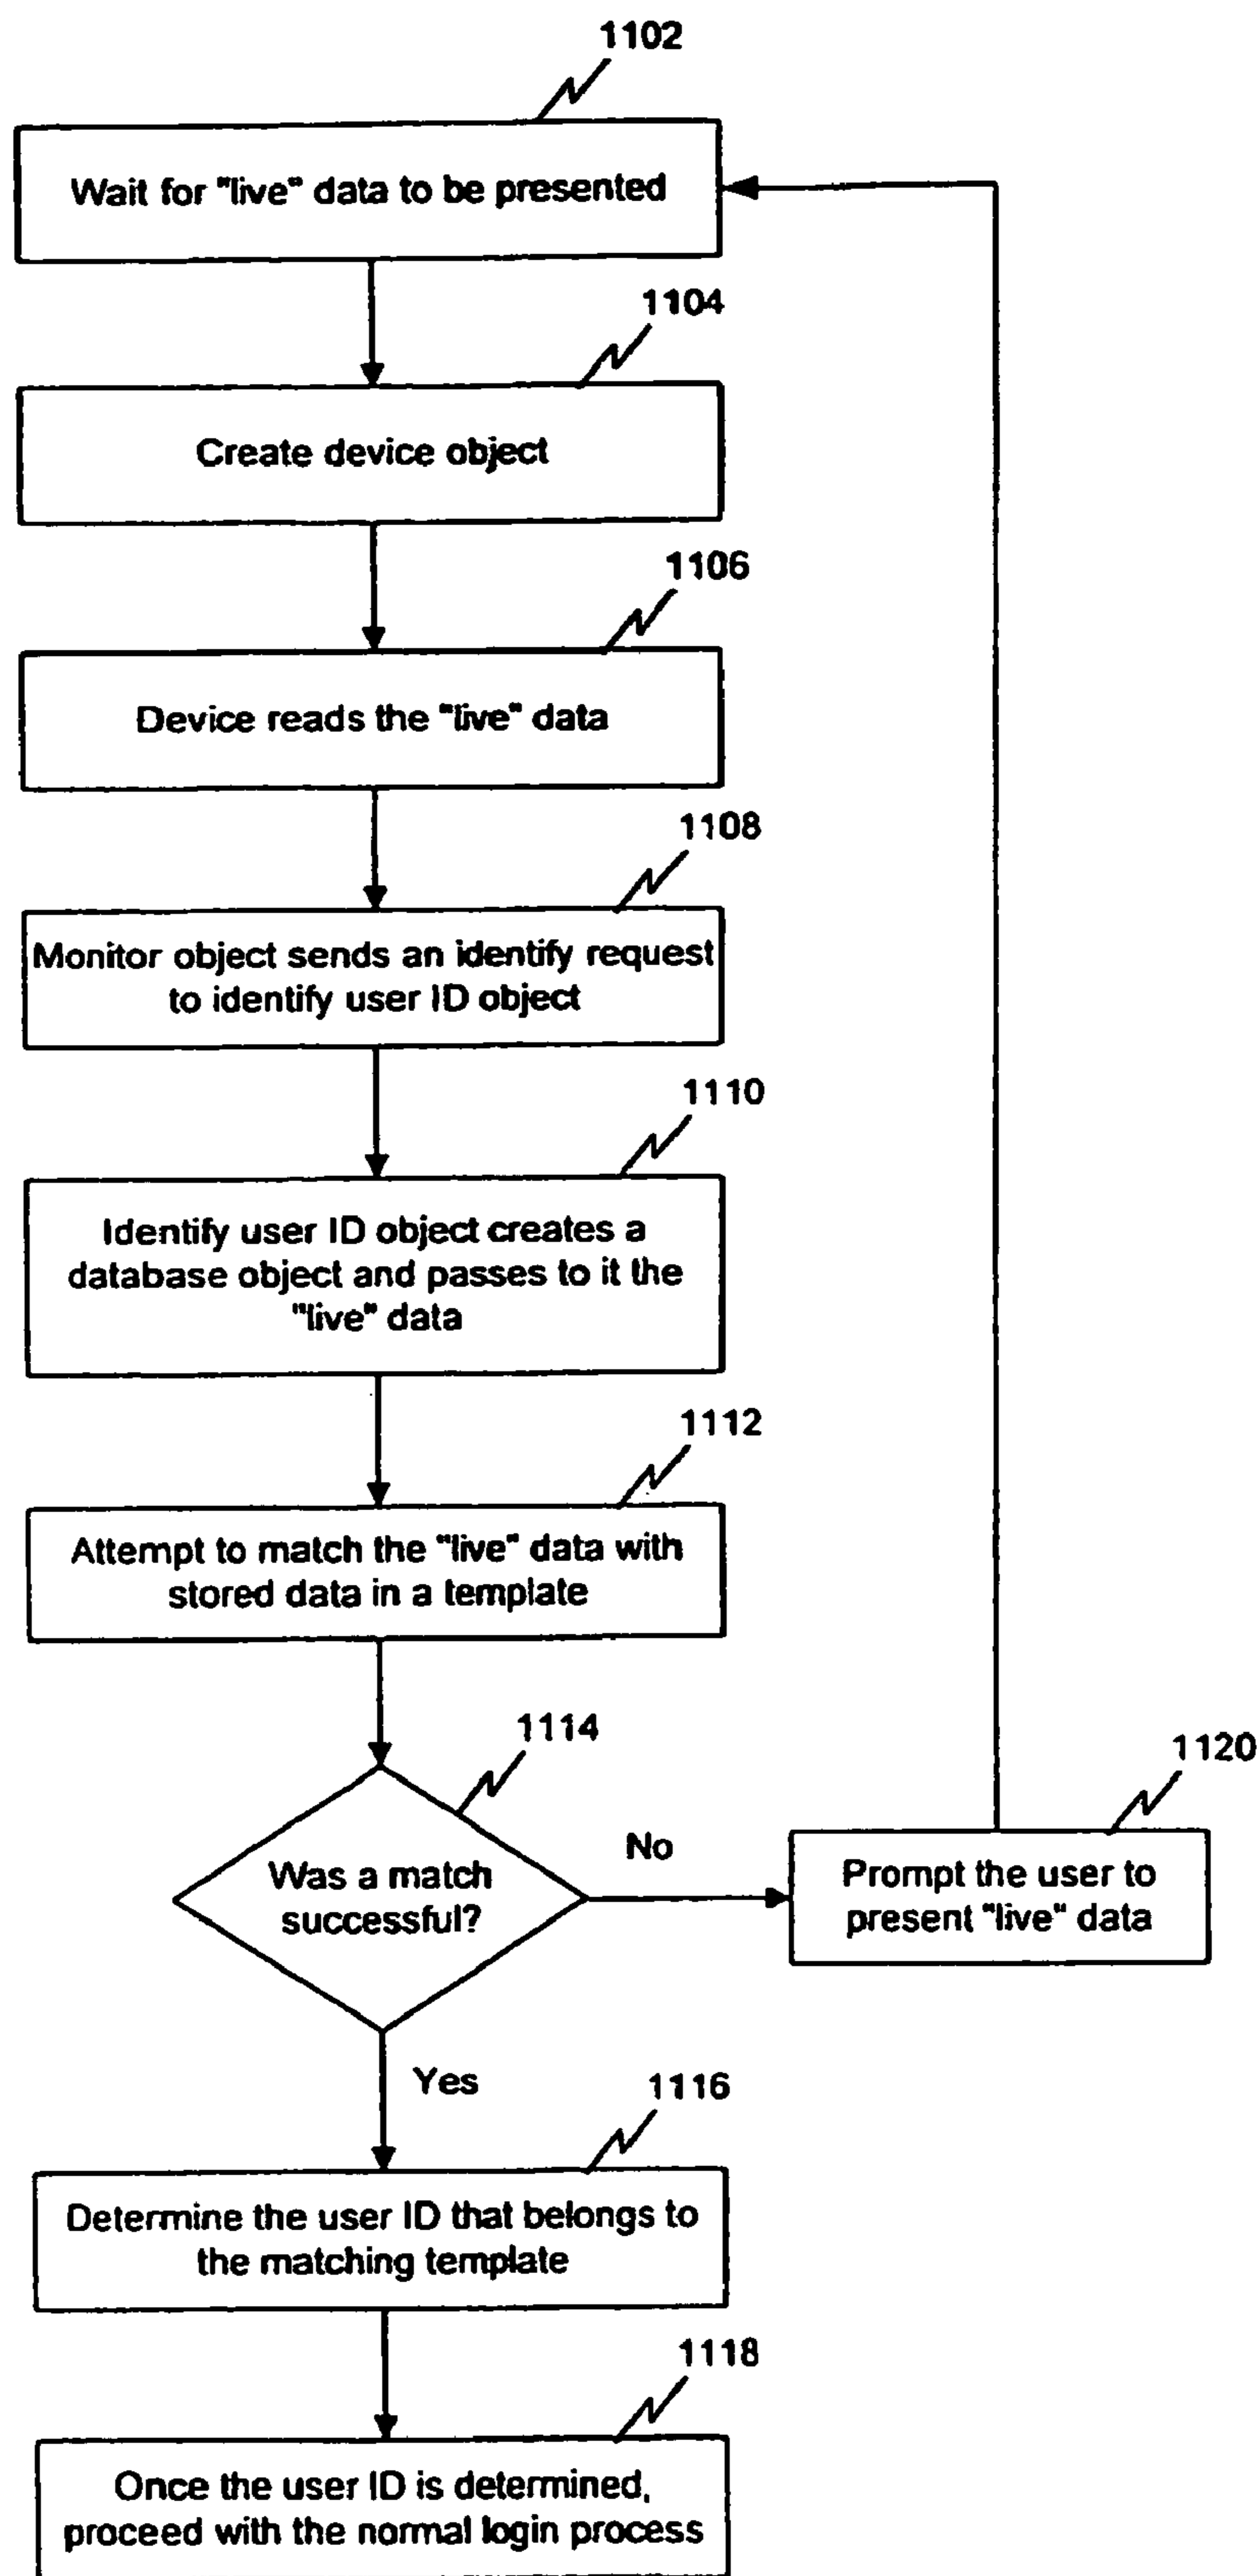 1102
Wait for "live" data to be presented
1104
Create device object
1106
Device reads the "live" data
1108
Monitor object sends an identify request
to identify user ID object
1110
Identify user ID object creates a
database object and passes to it the
"live" data
1112
Attempt to match the "live" data with
stored data in a template
1114
Was a match
successful?
No
1120
Prompt the user to
present "live" data
Yes
1116
Determine the user ID that belongs to
the matching template
1118
Once the user ID is determined,
proceed with the normal login process